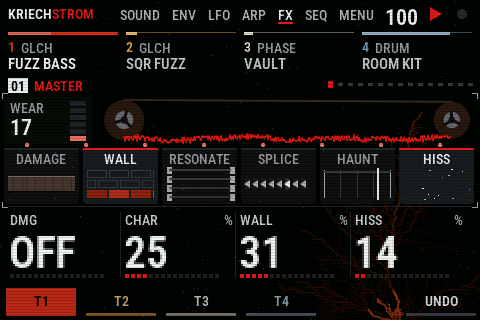 KRIECHSTROM SOUND ENV LFO ARP FX SEQ MENU 100
1 GLCH 2 GLCH 3 PHASE 4 DRUM
FUZZ BASS SQR FUZZ VAULT ROOM KIT
01 MASTER
WEAR
17
DAMAGE WALL RESONATE SPLICE HAUNT HISS
DMG CHAR % WALL % HISS %
OFF 25 31 14
T1 T2 T3 T4 UNDO